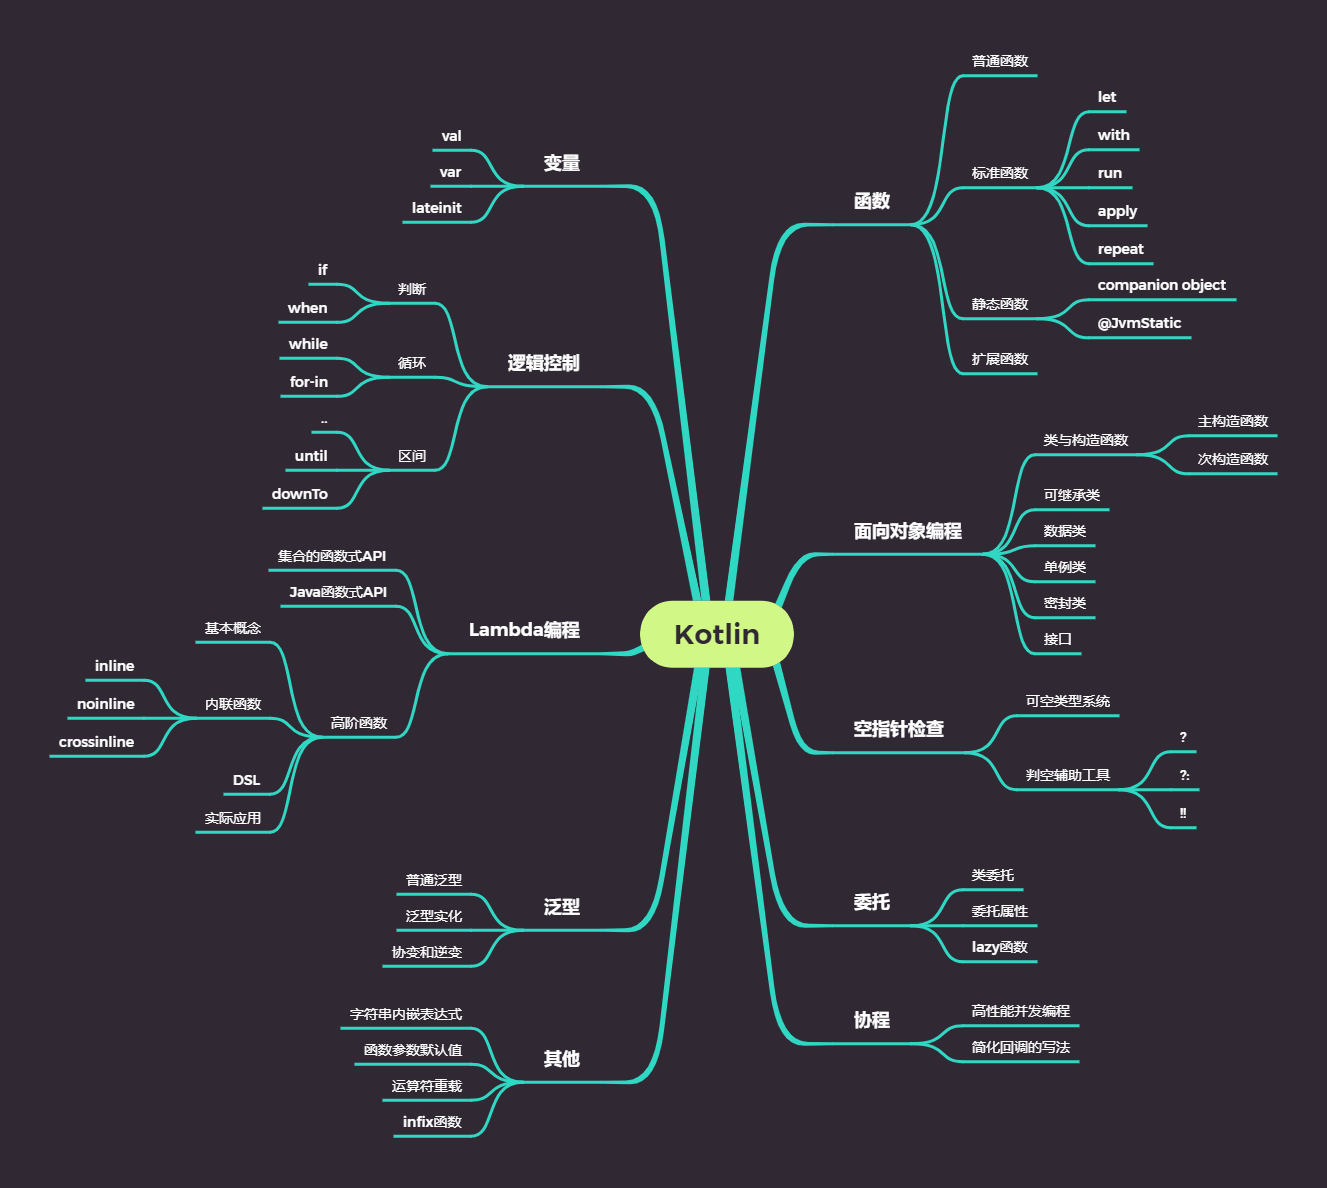 Kotlin
函数
普通函数
标准函数
let
with
run
apply
repeat
静态函数
companion object
@JvmStatic
扩展函数
面向对象编程
类与构造函数
主构造函数
次构造函数
可继承类
数据类
单例类
密封类
接口
空指针检查
可空类型系统
判空辅助工具
?
?:
!!
委托
类委托
委托属性
lazy函数
协程
高性能并发编程
简化回调的写法
变量
val
var
lateinit
逻辑控制
判断
if
when
循环
while
for-in
区间
..
until
downTo
Lambda编程
集合的函数式API
Java函数式API
高阶函数
基本概念
内联函数
inline
noinline
crossinline
DSL
实际应用
泛型
普通泛型
泛型实化
协变和逆变
其他
字符串内嵌表达式
函数参数默认值
运算符重载
infix函数